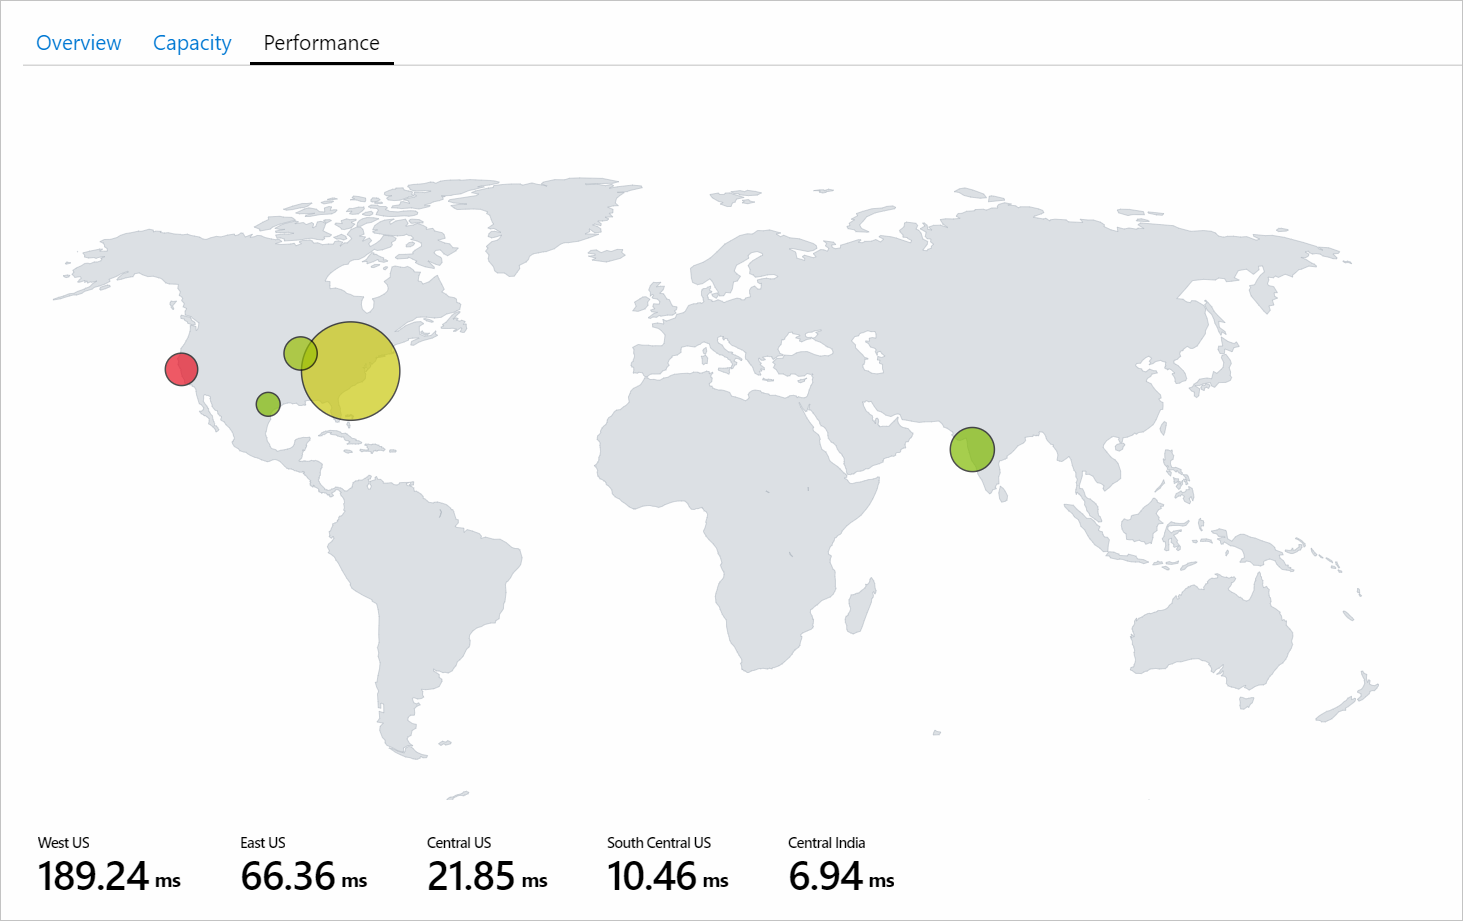 Overview Capacity Performance
West US East US Central US South Central US Central India
189.24 ms 66.36 ms 21.85 ms 10.46 ms 6.94 ms